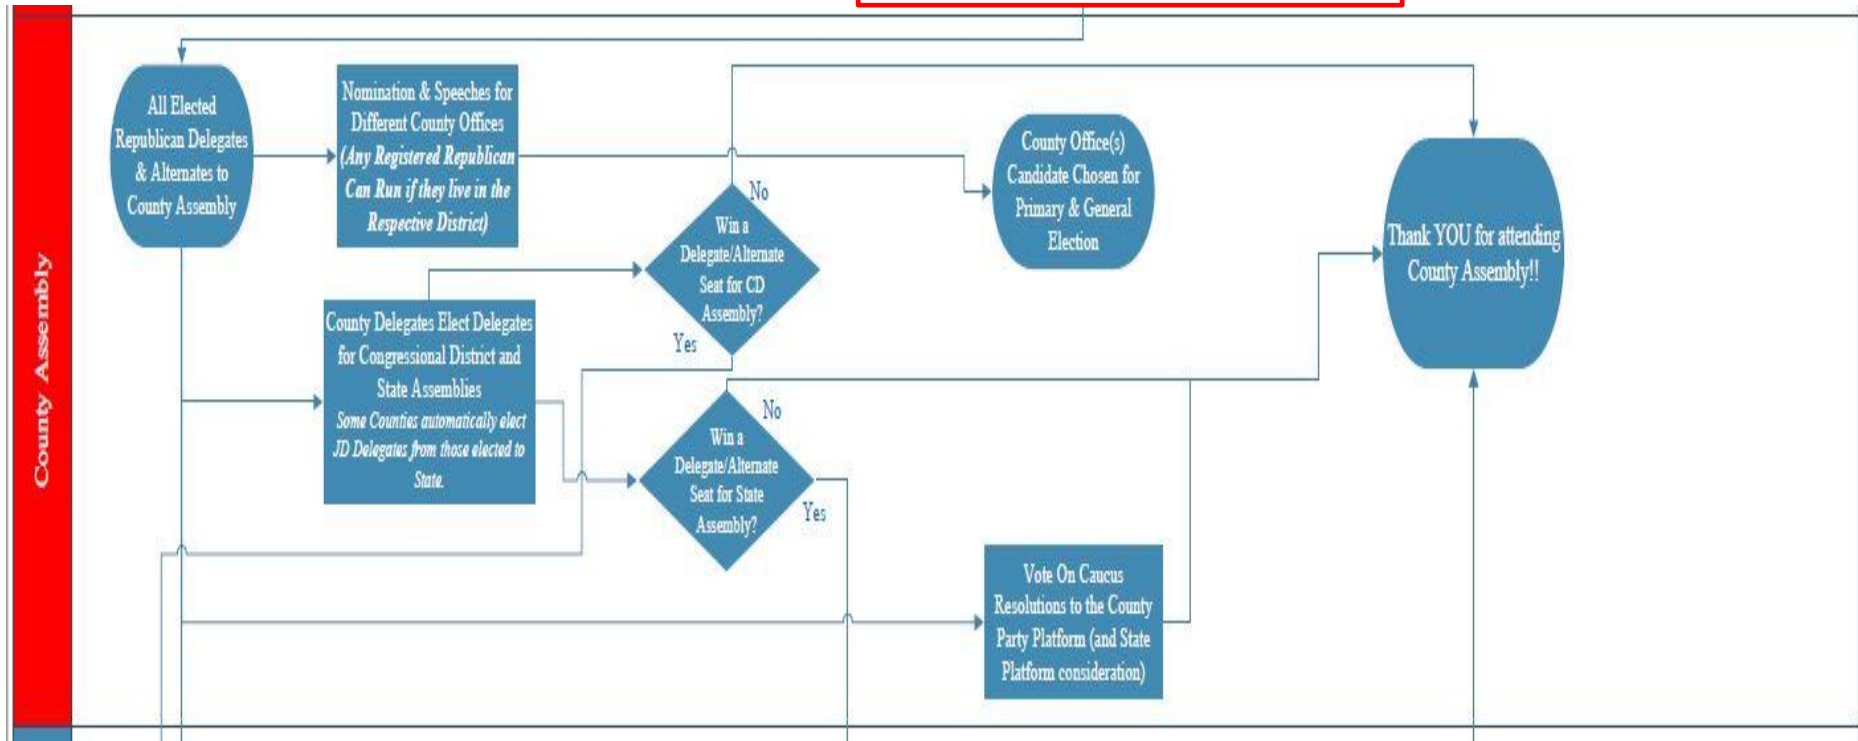 County Assembly
All Elected
Republican Delegates
& Alternates to
County Assembly
Nomination & Speeches for
Different County Offices
(Any Registered Republican
Can Run if they live in the
Respective District)
County Delegates Elect Delegates
for Congressional District and
State Assemblies
Some Counties automatically elect
JD Delegates from those elected to
State.
No
Win a
Delegate/Alternate
Seat for CD
Assembly?
Yes
No
Win a
Delegate/Alternate
Seat for State
Assembly?
Yes
County Office(s)
Candidate Chosen for
Primary & General
Election
Vote On Caucus
Resolutions to the County
Party Platform (and State
Platform consideration)
Thank YOU for attending
County Assembly!!